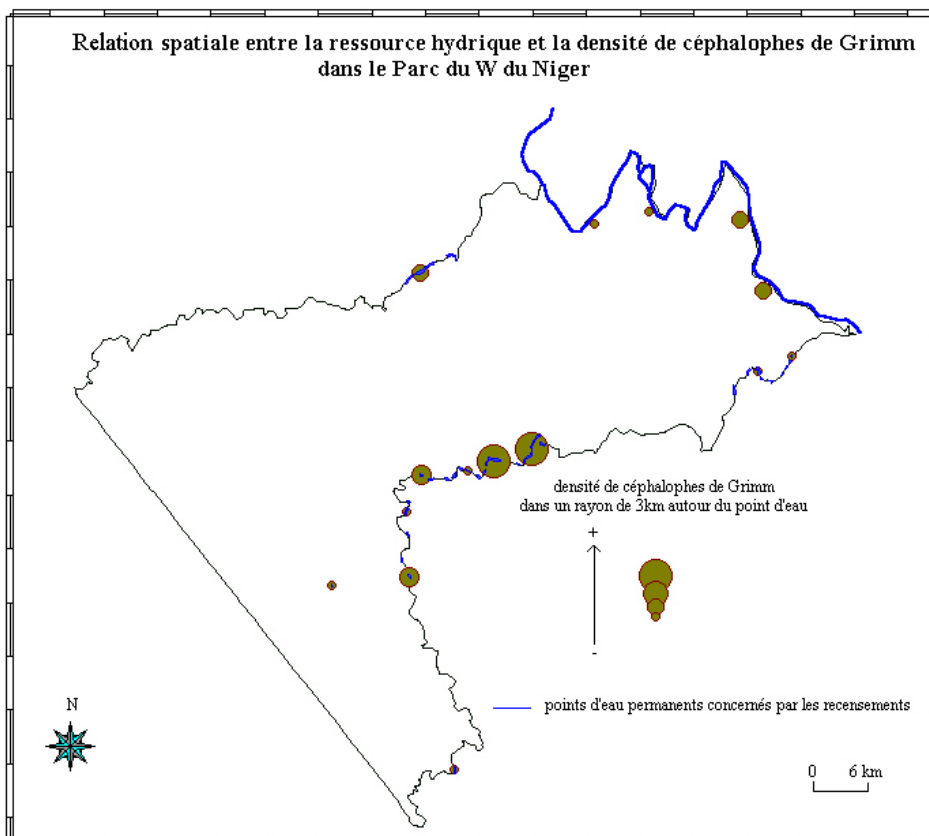 Relation spatiale entre la ressource hydrique et la densité de céphalophes de Grimm
dans le Parc du W du Niger
densité de céphalophes de Grimm
dans un rayon de 3km autour du point d'eau
+
-
N
points d'eau permanents concernés par les recensements
0 6 km